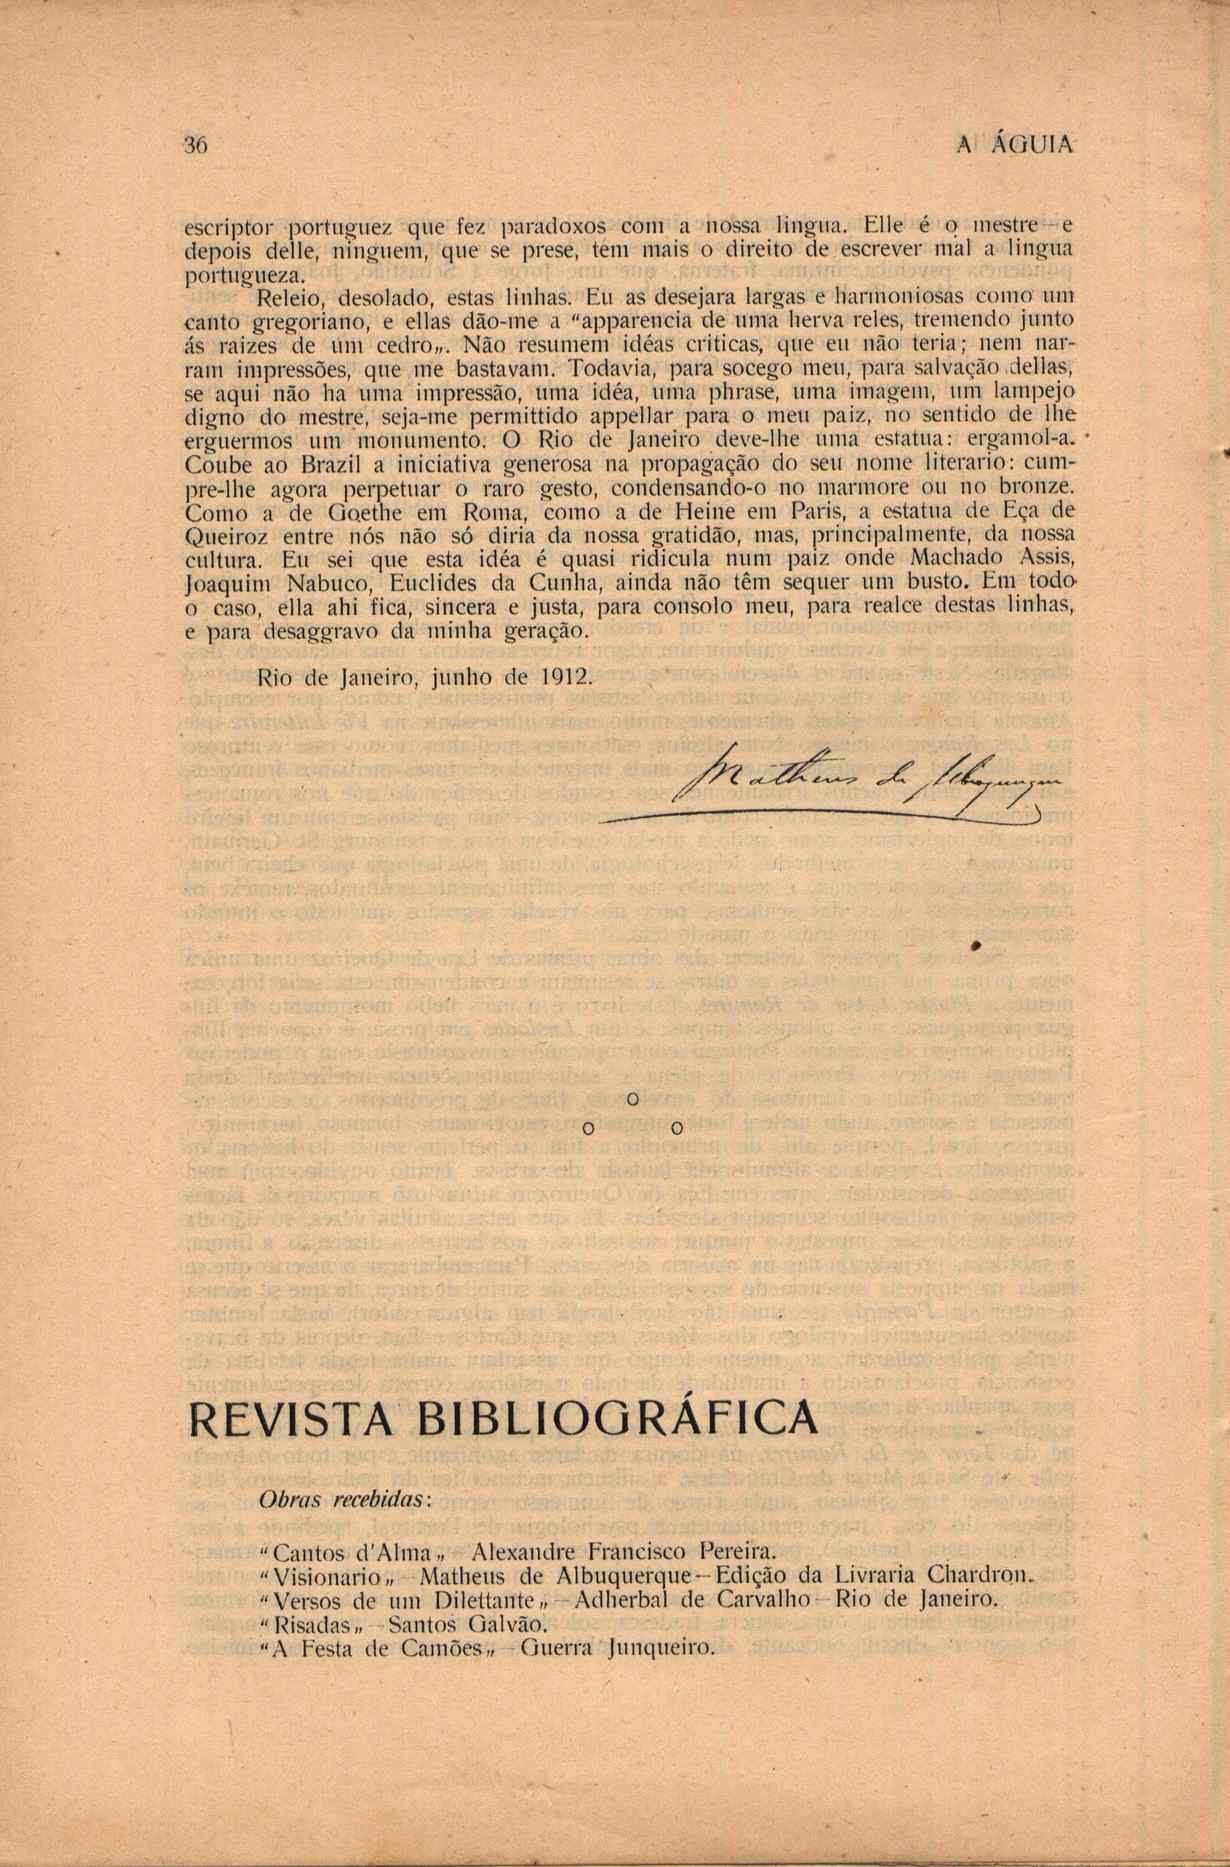 36 A ÁGUIA
escriptor portuguez que fez paradoxos com a nossa lingua. Elle é o mestre—e
depois delle, ninguem, que se prese, tem mais o direito de escrever mal a lingua
portugueza.
Releio, desolado, estas linhas. Eu as desejara largas e harmoniosas como um
canto gregoriano, e ellas dão-me a "apparencia de uma herva reles, tremendo junto
ás raizes de um cedro„. Não resumem idéas criticas, que eu não teria; nem nar-
ram impressões, que me bastavam. Todavia, para socego meu, para salvação dellas,
se aqui não ha uma impressão, uma idéa, uma phrase, uma imagem, um lampejo
digno do mestre, seja-me permittido appellar para o meu paiz, no sentido de lhe
erguermos um monumento. O Rio de Janeiro deve-lhe uma estatua: ergamol-a.
Coube ao Brazil a iniciativa generosa na propagação do seu nome literario: cum-
pre-lhe agora perpetuar o raro gesto, condensando-o no marmore ou no bronze.
Como a de Goethe em Roma, como a de Heine em Paris, a estatua de Eça de
Queiroz entre nós não só diria da nossa gratidão, mas, principalmente, da nossa
cultura. Eu sei que esta idéa é quasi ridicula num paiz onde Machado Assis,
Joaquim Nabuco, Euclides da Cunha, ainda não têm sequer um busto. Em todo
o caso, ella ahi fica, sincera e justa, para consolo meu, para realce destas linhas,
e para desaggravo da minha geração.
Rio de Janeiro, junho de 1912.
Matheus de Albuquerque
REVISTA BIBLIOGRÁFICA
Obras recebidas:
"Cantos d'Alma„—Alexandre Francisco Pereira.
"Visionario„—Matheus de Albuquerque—Edição da Livraria Chardron.
"Versos de um Dilettante„—Adherbal de Carvalho—Rio de Janeiro.
"Risadas„—Santos Galvão.
"A Festa de Camões„—Guerra Junqueiro.